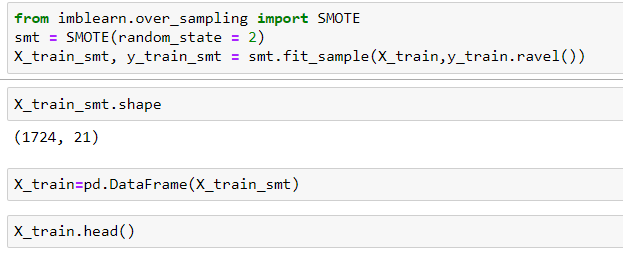 from imblearn.over_sampling import SMOTE
smt = SMOTE(random_state = 2)
X_train_smt, y_train_smt = smt.fit_sample(X_train,y_train.ravel())
X_train_smt.shape
(1724, 21)
X_train=pd.DataFrame(X_train_smt)
X_train.head()